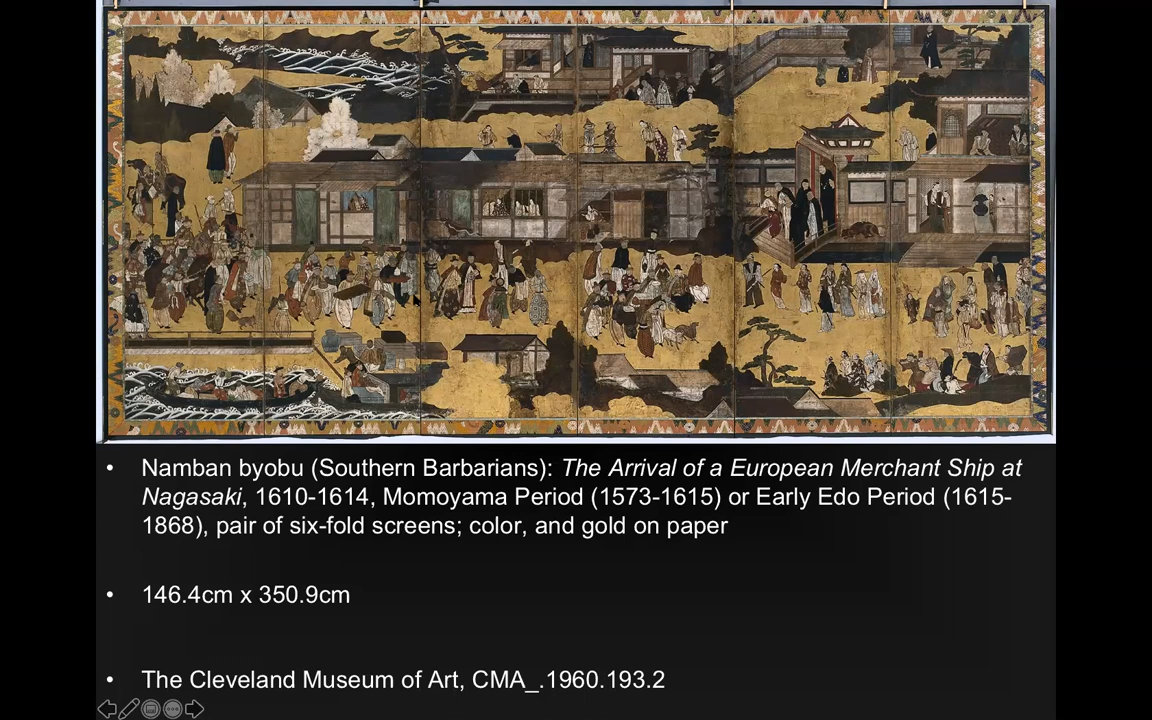 • Namban byobu (Southern Barbarians): The Arrival of a European Merchant Ship at
Nagasaki, 1610-1614, Momoyama Period (1573-1615) or Early Edo Period (1615-
1868), pair of six-fold screens; color, and gold on paper
• 146.4cm x 350.9cm
• The Cleveland Museum of Art, CMA_.1960.193.2